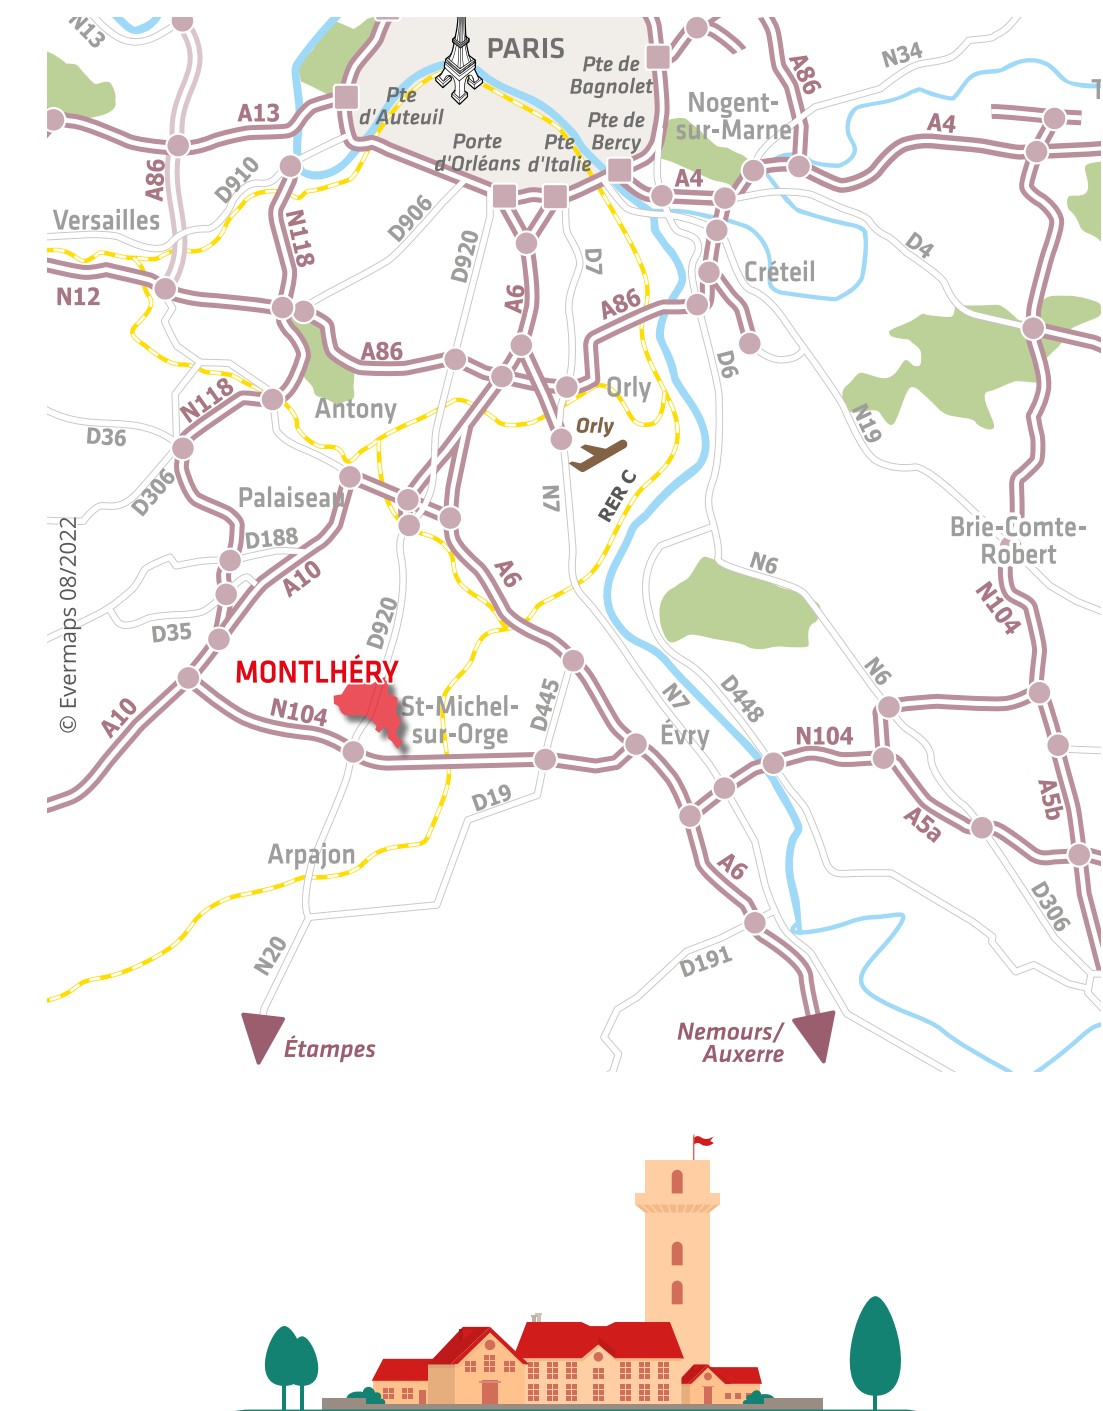 N13
PARIS
N34
A86
Pte de
Bagnolet
Pte
d'Auteuil
Nogent-
sur-Marne
A13
Pte de
Bercy
A4
Porte
d'Orléans
Pte
d'Italie
A86
D910
A4
Versailles
D906
N118
D920
D7
D4
Créteil
N12
A6
A86
A86
D6
N118
Antony
Orly
D36
Orly
N19
D306
Palaiseau
N7
RER C
Brie-Comte-
Robert
D188
A10
A6
N6
N104
© Evermaps 08/2022
D35
D920
MONTLHÉRY
N6
A10
N104
St-Michel-
sur-Orge
D445
N7
D448
Évry
N104
D19
A5b
A5a
Arpajon
A6
D306
N20
D191
Étampes
Nemours/
Auxerre